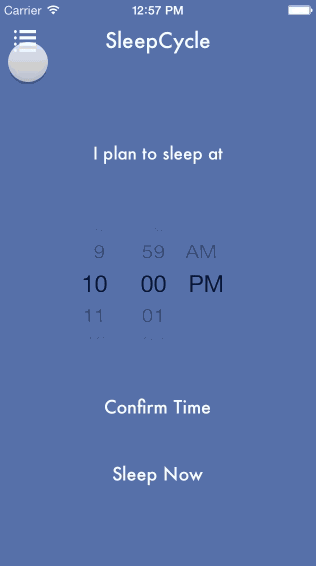 Carrier 12:57 PM
SleepCycle
I plan to sleep at
9 59 AM
10 00 PM
11 01
Confirm Time
Sleep Now